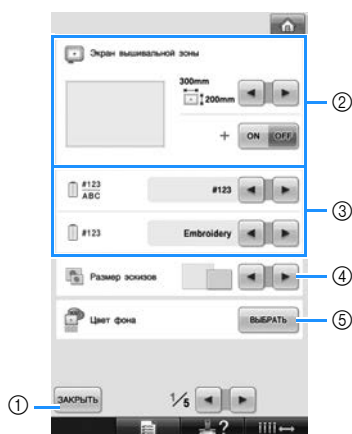 Экран вышивальной зоны
300mm
200mm
②
+ ON OFF
#123
ABC
#123
③
#123
Embroidery
Размер эскизов
④
Цвет фона
ВЫБРАТЬ
⑤
①
ЗАКРЫТЬ
1/5
?